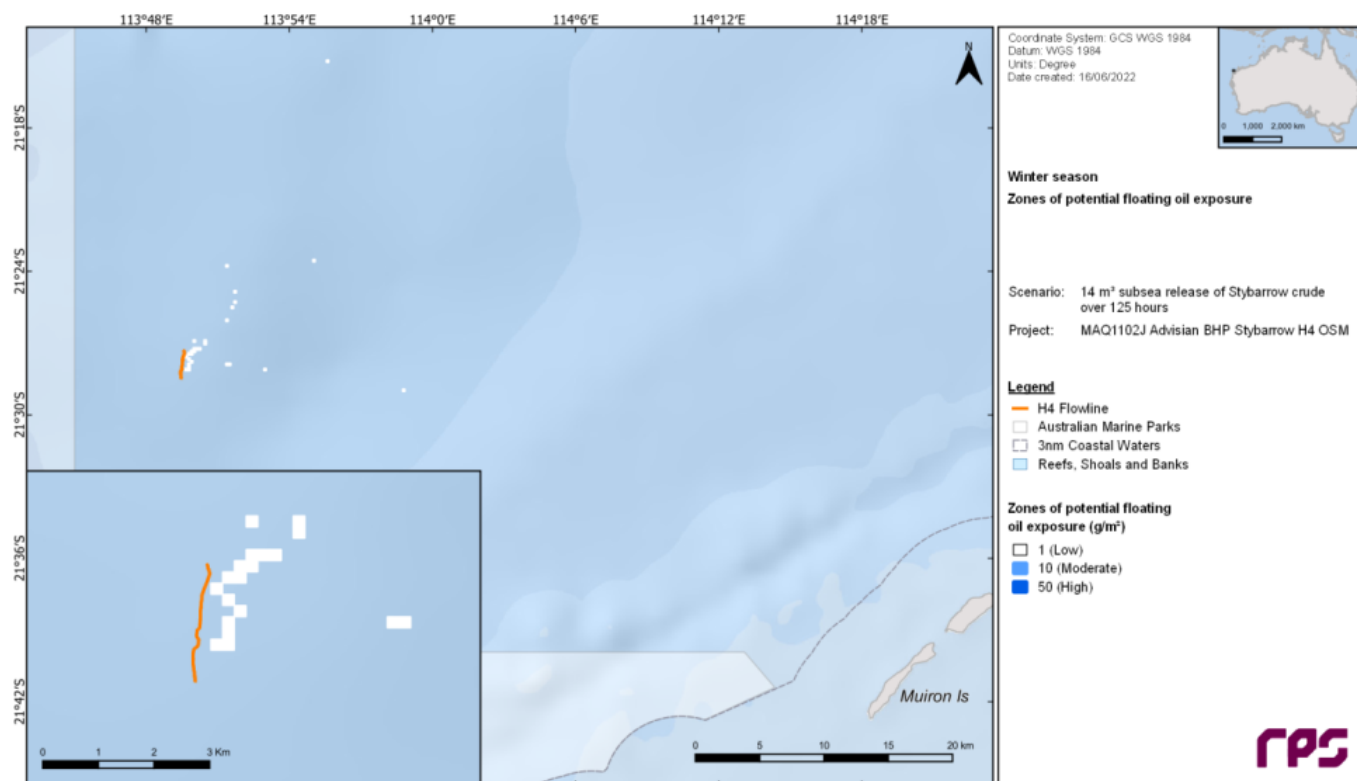 113°48'E 113°54'E 114°0'E 114°6'E 114°12'E 114°18'E
21°18'S
21°24'S
21°30'S
21°36'S
21°42'S
N
Muiron Is
0 1 2 3 Km
0 5 10 15 20 km
Coordinate System: GCS WGS 1984
Datum: WGS 1984
Units: Degree
Date created: 16/06/2022
0 1,000 2,000 km
Winter season
Zones of potential floating oil exposure
Scenario: 14 m³ subsea release of Stybarrow crude
over 125 hours
Project: MAQ1102J Advisian BHP Stybarrow H4 OSM
Legend
H4 Flowline
Australian Marine Parks
3nm Coastal Waters
Reefs, Shoals and Banks
Zones of potential floating
oil exposure (g/m²)
1 (Low)
10 (Moderate)
50 (High)
rps